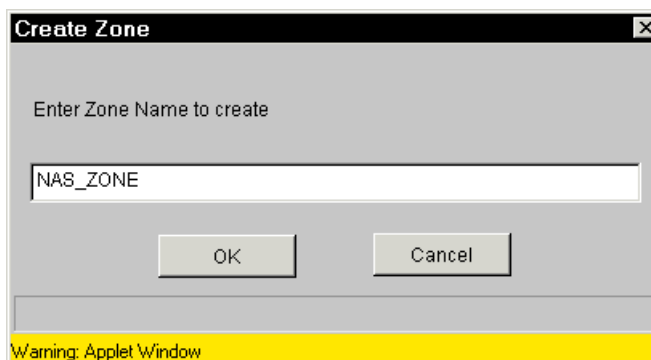 Create Zone
Enter Zone Name to create
NAS_ZONE
OK Cancel
Warning: Applet Window